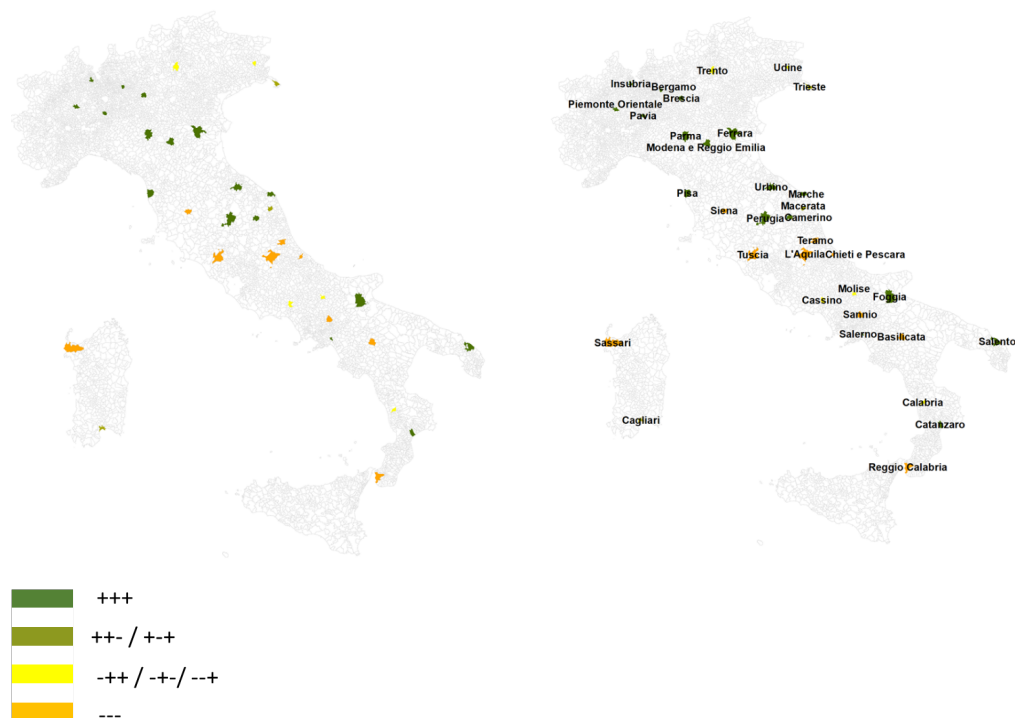 Trento
Udine
Insubria
Bergamo
Trieste
Brescia
Piemonte Orientale
Pavia
Parma
Ferrara
Modena e Reggio Emilia
Urbino
Pisa
Marche
Macerata
Siena
Perugia
Camerino
Teramo
Tuscia
L'Aquila
Chieti e Pescara
Molise
Foggia
Cassino
Sannio
Salerno
Basilicata
Salento
Sassari
Calabria
Cagliari
Catanzaro
Reggio Calabria
+++
++- / +-+
-++ / -+-/ --+
---